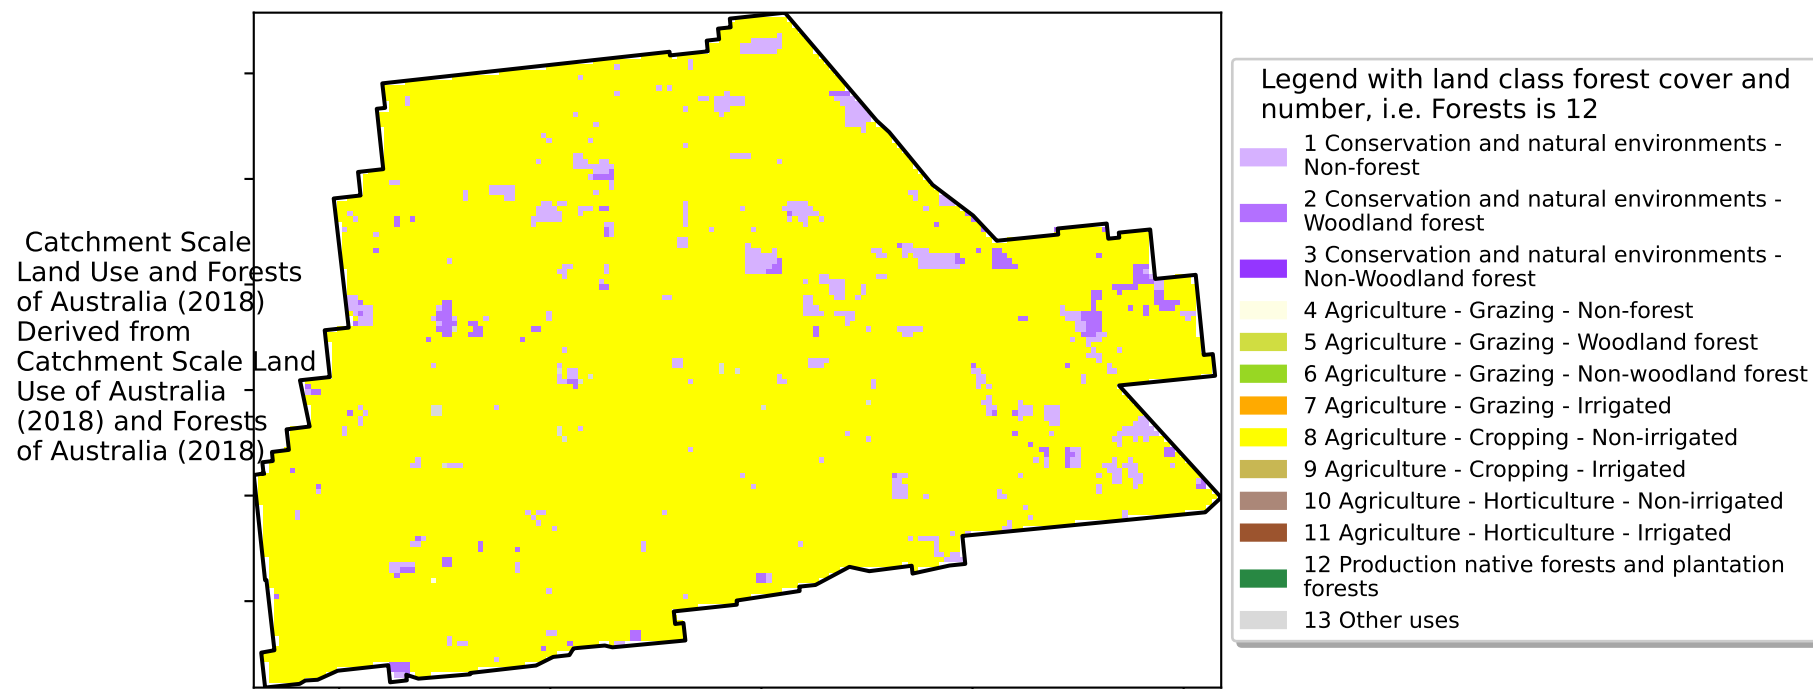 Catchment Scale
Land Use and Forests
of Australia (2018)
Derived from
Catchment Scale Land
Use of Australia
(2018) and Forests
of Australia (2018)
Legend with land class forest cover and
number, i.e. Forests is 12
1 Conservation and natural environments -
Non-forest
2 Conservation and natural environments -
Woodland forest
3 Conservation and natural environments -
Non-Woodland forest
4 Agriculture - Grazing - Non-forest
5 Agriculture - Grazing - Woodland forest
6 Agriculture - Grazing - Non-woodland forest
7 Agriculture - Grazing - Irrigated
8 Agriculture - Cropping - Non-irrigated
9 Agriculture - Cropping - Irrigated
10 Agriculture - Horticulture - Non-irrigated
11 Agriculture - Horticulture - Irrigated
12 Production native forests and plantation
forests
13 Other uses